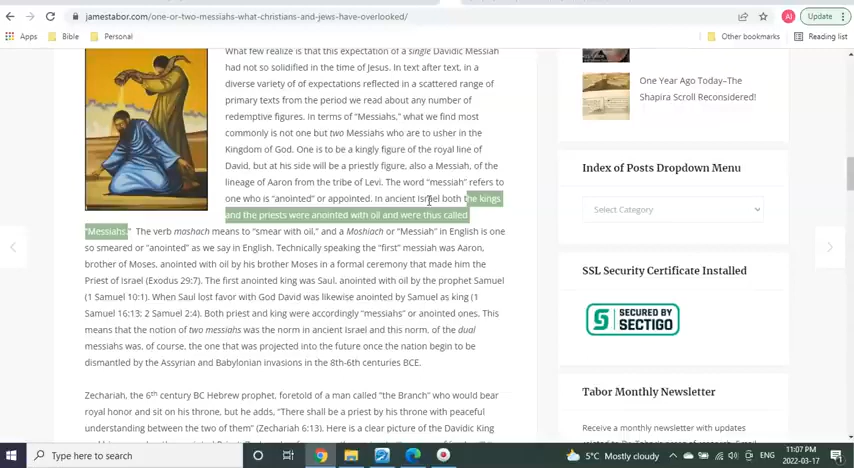 jamestabor.com/one-or-two-messiahs-what-christians-and-jews-have-overlooked/
AI
Update
Apps
Bible
Personal
Other bookmarks
Reading list
What few realize is that this expectation of a single Davidic Messiah
had not so solidified in the time of Jesus. In text after text, in a
diverse variety of of expectations reflected in a scattered range of
primary texts from the period we read about any number of
redemptive figures. In terms of “Messiahs,” what we find most
commonly is not one but two Messiahs who are to usher in the
Kingdom of God. One is to be a kingly figure of the royal line of
David, but at his side will be a priestly figure, also a Messiah, of the
lineage of Aaron from the tribe of Levi. The word “messiah” refers to
one who is “anointed” or appointed. In ancient Israel both the kings
and the priests were anointed with oil and were thus called
“Messiahs.” The verb mashach means to “smear with oil,” and a Moshiach or “Messiah” in English is one
so smeared or “anointed” as we say in English. Technically speaking the “first” messiah was Aaron,
brother of Moses, anointed with oil by his brother Moses in a formal ceremony that made him the
Priest of Israel (Exodus 29:7). The first anointed king was Saul, anointed with oil by the prophet Samuel
(1 Samuel 10:1). When Saul lost favor with God David was likewise anointed by Samuel as king (1
Samuel 16:13; 2 Samuel 2:4). Both priest and king were accordingly “messiahs” or anointed ones. This
means that the notion of two messiahs was the norm in ancient Israel and this norm, of the dual
messiahs was, of course, the one that was projected into the future once the nation begin to be
dismantled by the Assyrian and Babylonian invasions in the 8th-6th centuries BCE.
Zechariah, the 6th century BC Hebrew prophet, foretold of a man called “the Branch” who would bear
royal honor and sit on his throne, but he adds, “There shall be a priest by his throne with peaceful
understanding between the two of them” (Zechariah 6:13). Here is a clear picture of the Davidic King
One Year Ago Today–The
Shapira Scroll Reconsidered!
Index of Posts Dropdown Menu
Select Category
SSL Security Certificate Installed
SECURED BY
SECTIGO
Tabor Monthly Newsletter
Receive a monthly newsletter with updates
Type here to search
5°C Mostly cloudy
ENG
11:07 PM
2022-03-17